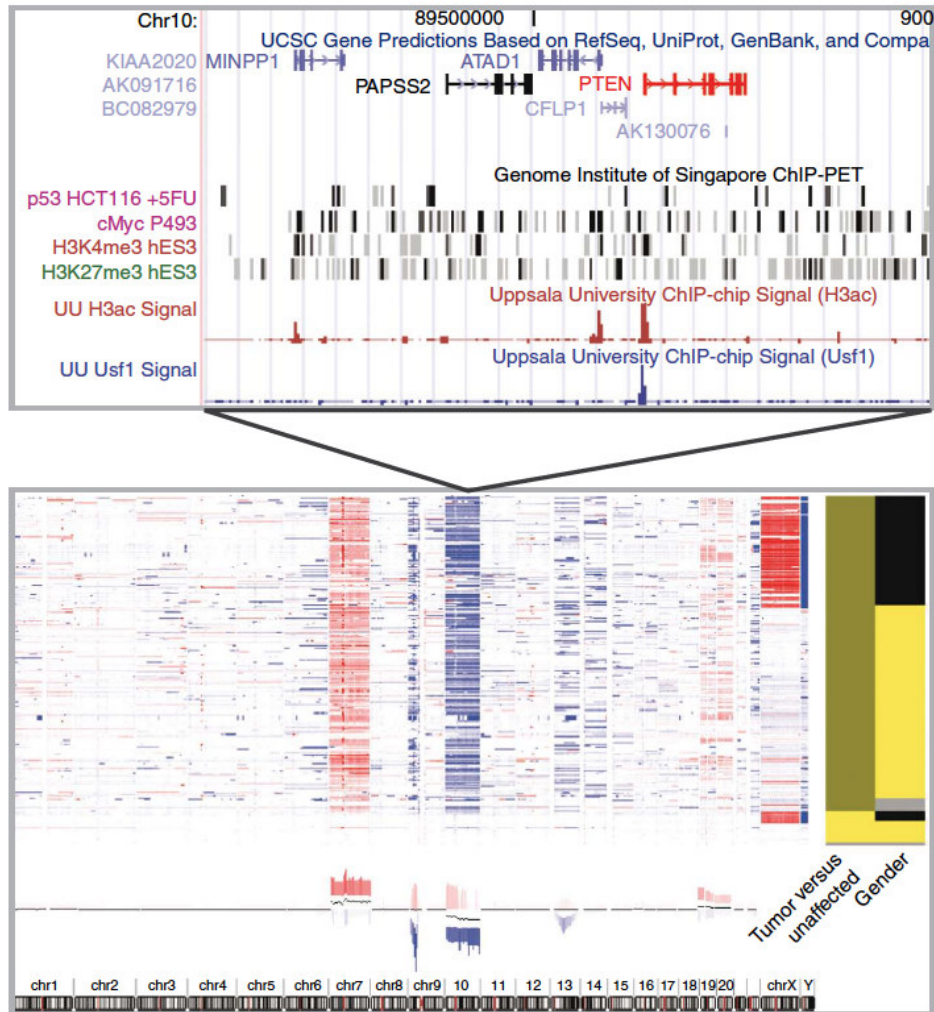 Chr10: 89500000 900
UCSC Gene Predictions Based on RefSeq, UniProt, GenBank, and Compa
KIAA2020 MINPP1 ATAD1
AK091716 PAPSS2 PTEN
BC082979 CFLP1
AK130076
Genome Institute of Singapore ChIP-PET
p53 HCT116 +5FU
cMyc P493
H3K4me3 hES3
H3K27me3 hES3
Uppsala University ChIP-chip Signal (H3ac)
UU H3ac Signal
Uppsala University ChIP-chip Signal (Usf1)
UU Usf1 Signal
Tumor versus
unaffected
Gender
chr1 chr2 chr3 chr4 chr5 chr6 chr7 chr8 chr9 10 11 12 13 14 15 16 17 18 19 20 chrX Y